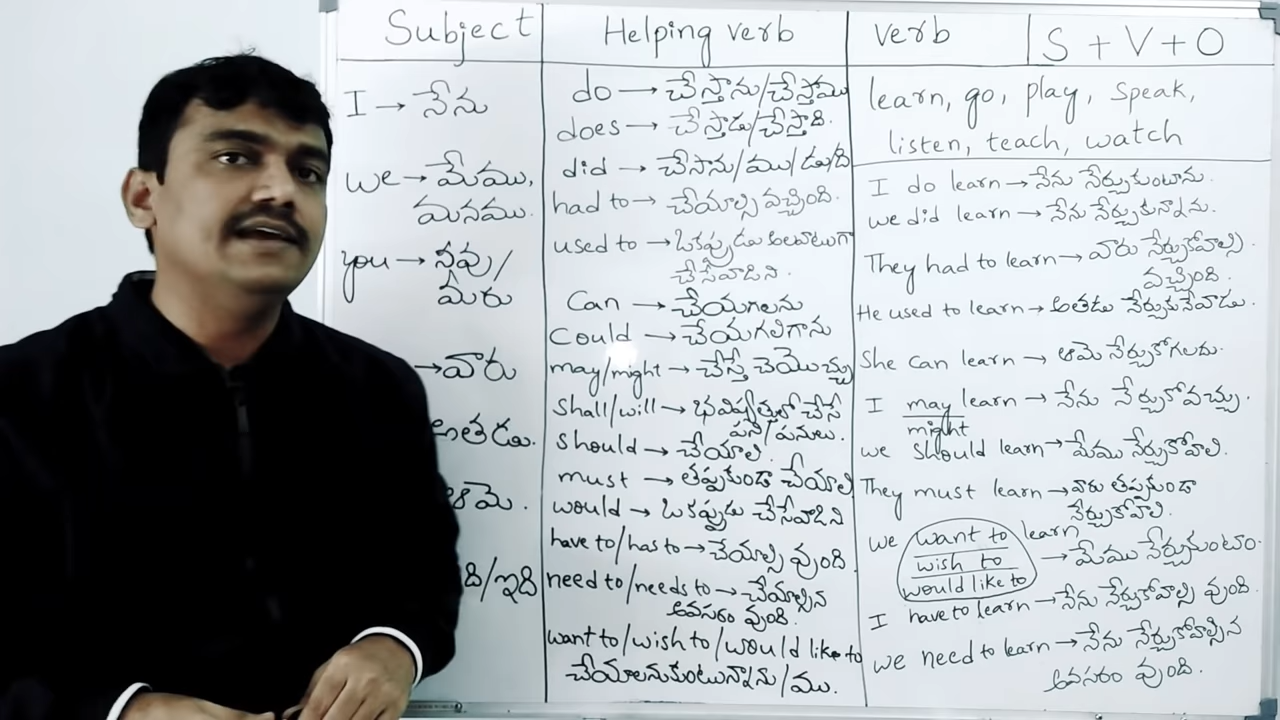 Subject
I → నేను
we → మేము,
మనము.
you → నీవు/
మీరు
→ వారు
అతడు.
ఆమె.
ది/ఇది
Helping verb
do → చేస్తాను/చేస్తాము
does → చేస్తాడు/చేస్తాది.
did → చేసాను/ము/డు/ది
had to → చేయాల్సి వచ్చింది.
used to → ఒకప్పుడు అలవాటుగా
చేసేవాడిని.
Can → చేయగలను
Could → చేయగలిగాను
may/might → చేస్తే చెయొచ్చు
Shall/will → భవిష్యత్తులో చేసే
పని/పనులు.
Should → చేయాలి.
must → తప్పకుండా చేయాలి
would → ఒకప్పుడు చేసేవాడిని
have to/has to → చేయాల్సి వుంది.
need to/needs to → చేయాల్సిన
అవసరం వుంది.
want to/wish to/would like to
చేయాలనుకుంటున్నాను/ము.
verb
S + V + O
learn, go, play, speak,
listen, teach, watch
I do learn → నేను నేర్చుకుంటాను.
we did learn → నేను నేర్చుకున్నాను.
They had to learn → వారు నేర్చుకోవాల్సి
వచ్చింది.
He used to learn → అతడు నేర్చుకునేవాడు.
She can learn → ఆమె నేర్చుకోగలదు.
I may learn → నేను నేర్చుకోవచ్చు.
might
we should learn → మేము నేర్చుకోవాలి.
They must learn → వారు తప్పకుండా
నేర్చుకోవాలి.
we want to learn
wish to → మేము నేర్చుకుంటాం.
would like to
I have to learn → నేను నేర్చుకోవాల్సి వుంది
we need to learn → నేను నేర్చుకోవాల్సిన
అవసరం వుంది.